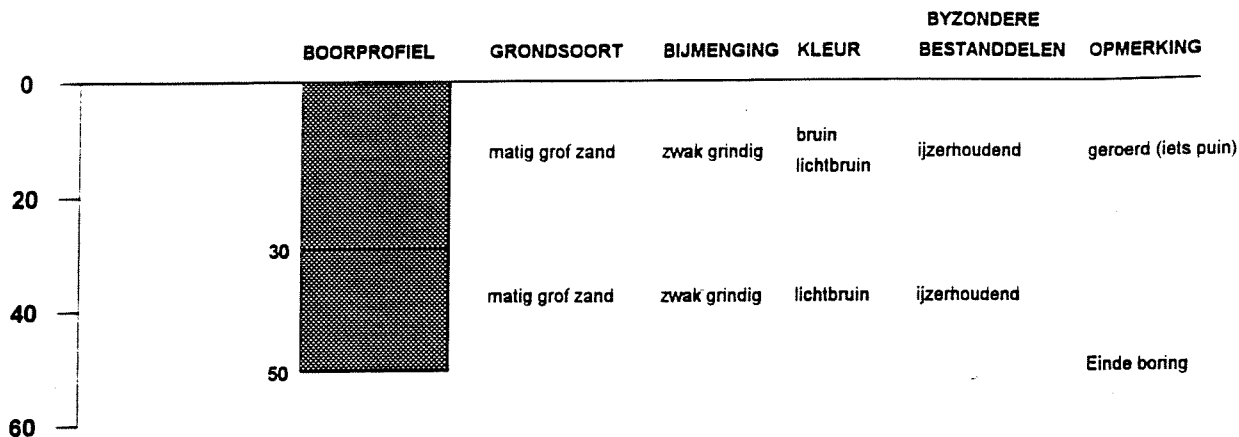 BYZONDERE
BOORPROFIEL GRONDSOORT BIJMENGING KLEUR BESTANDDELEN OPMERKING
0
bruin
matig grof zand zwak grindig lichtbruin ijzerhoudend geroerd (iets puin)
20
30
matig grof zand zwak grindig lichtbruin ijzerhoudend
40
Einde boring
50
60